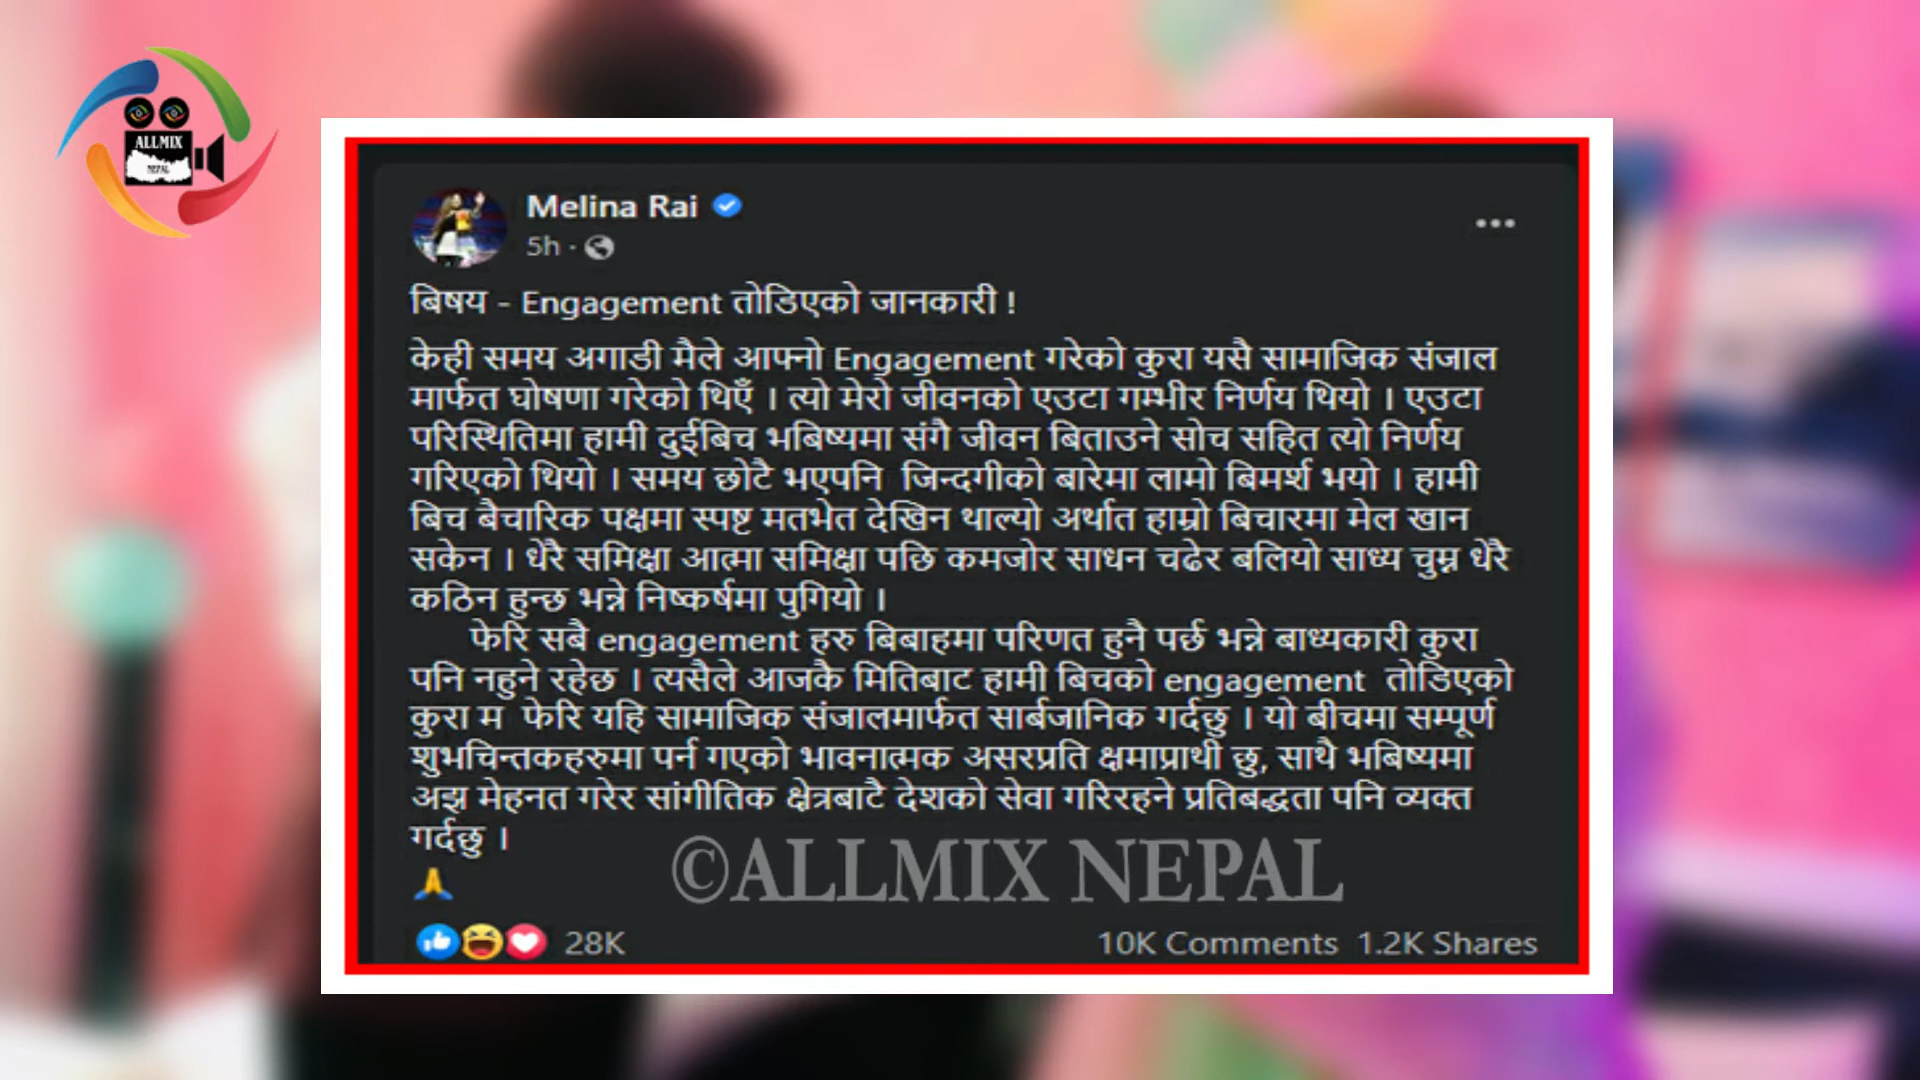 ALLMIX
NEPAL
Melina Rai
5h ·
बिषय - Engagement तोडिएको जानकारी !
केही समय अगाडी मैले आफ्नो Engagement गरेको कुरा यसै सामाजिक संजाल
मार्फत घोषणा गरेको थिएँ । त्यो मेरो जीवनको एउटा गम्भीर निर्णय थियो । एउटा
परिस्थितिमा हामी दुईबिच भबिष्यमा संगै जीवन बिताउने सोच सहित त्यो निर्णय
गरिएको थियो । समय छोटै भएपनि जिन्दगीको बारेमा लामो बिमर्श भयो । हामी
बिच बैचारिक पक्षमा स्पष्ट मतभेत देखिन थाल्यो अर्थात हाम्रो बिचारमा मेल खान
सकेन । धेरै समिक्षा आत्मा समिक्षा पछि कमजोर साधन चढेर बलियो साध्य चुम्न धेरै
कठिन हुन्छ भन्ने निष्कर्षमा पुगियो ।
फेरि सबै engagement हरु बिबाहमा परिणत हुनै पर्छ भन्ने बाध्यकारी कुरा
पनि नहुने रहेछ । त्यसैले आजकै मितिबाट हामी बिचको engagement तोडिएको
कुरा म फेरि यहि सामाजिक संजालमार्फत सार्बजानिक गर्दछु । यो बीचमा सम्पूर्ण
शुभचिन्तकहरुमा पर्न गएको भावनात्मक असरप्रति क्षमाप्राथी छु, साथै भबिष्यमा
अझ मेहनत गरेर सांगीतिक क्षेत्रबाटै देशको सेवा गरिरहने प्रतिबद्धता पनि व्यक्त
गर्दछु ।
🙏
©ALLMIX NEPAL
28K
10K Comments 1.2K Shares